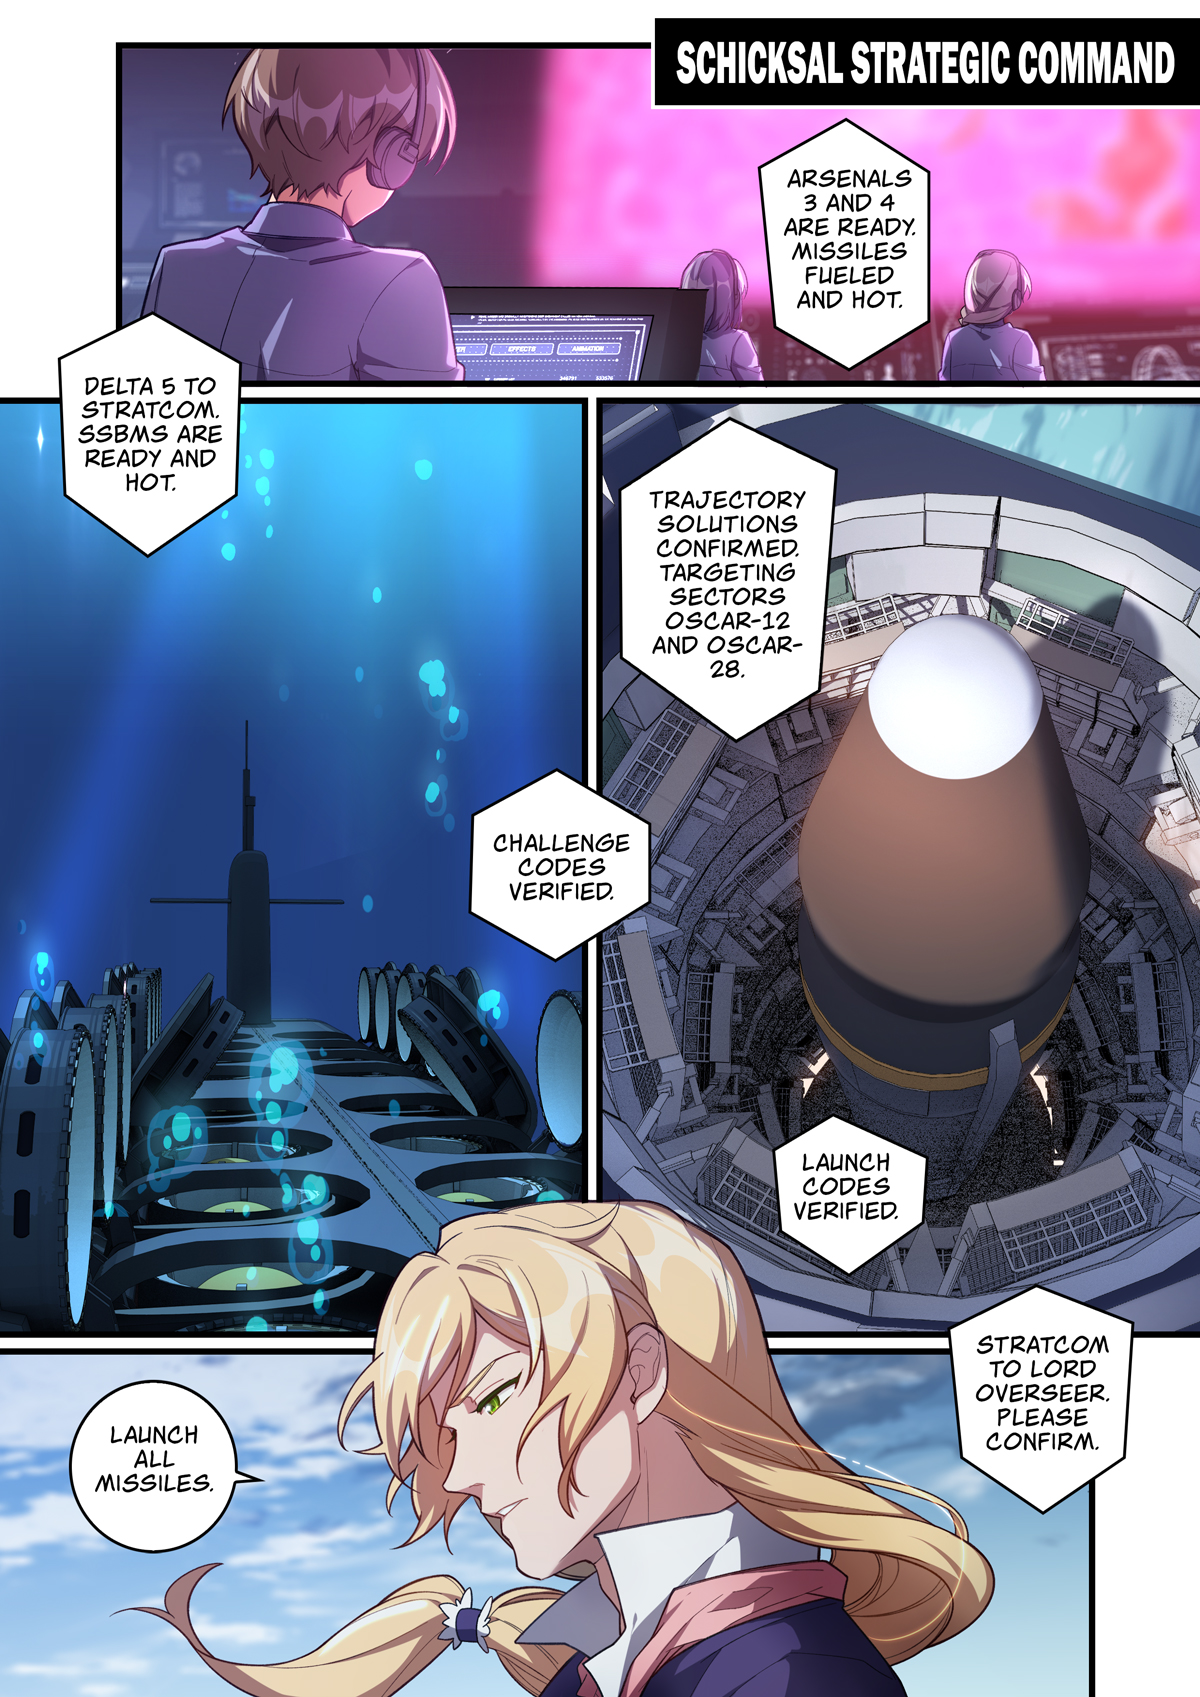 SCHICKSAL STRATEGIC COMMAND
ARSENALS
3 AND 4
ARE READY.
MISSILES
FUELED
AND HOT.
EFFECTS
ANIMATION
DELTA 5 TO
STRATCOM.
SSBMS ARE
READY AND
HOT.
TRAJECTORY
SOLUTIONS
CONFIRMED.
TARGETING
SECTORS
OSCAR-12
AND OSCAR-
28.
CHALLENGE
CODES
VERIFIED.
LAUNCH
CODES
VERIFIED.
STRATCOM
TO LORD
OVERSEER.
PLEASE
CONFIRM.
LAUNCH
ALL
MISSILES.